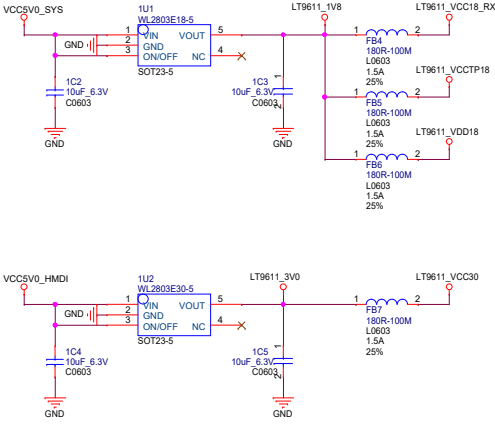 VCC5V0_SYS
1U1
WL2803E18-5
LT9611_1V8
LT9611_VCC18_RX
1 VIN VOUT 5
GND 2 GND
3 ON/OFF NC 4
SOT23-5
1 2
FB4
180R-100M
L0603
1.5A
25%
LT9611_VCCTP18
1C2
10uF_6.3V
C0603
GND
1C3
10uF_6.3V
C0603
1
2
GND
1 2
FB5
180R-100M
L0603
1.5A
25%
LT9611_VDD18
1 2
FB6
180R-100M
L0603
1.5A
25%
VCC5V0_HMDI
1U2
WL2803E30-5
LT9611_3V0
LT9611_VCC30
1 VIN VOUT 5
GND 2 GND
3 ON/OFF NC 4
SOT23-5
1 2
FB7
180R-100M
L0603
1.5A
25%
1C4
10uF_6.3V
C0603
GND
1C5
10uF_6.3V
C0603
1
2
GND